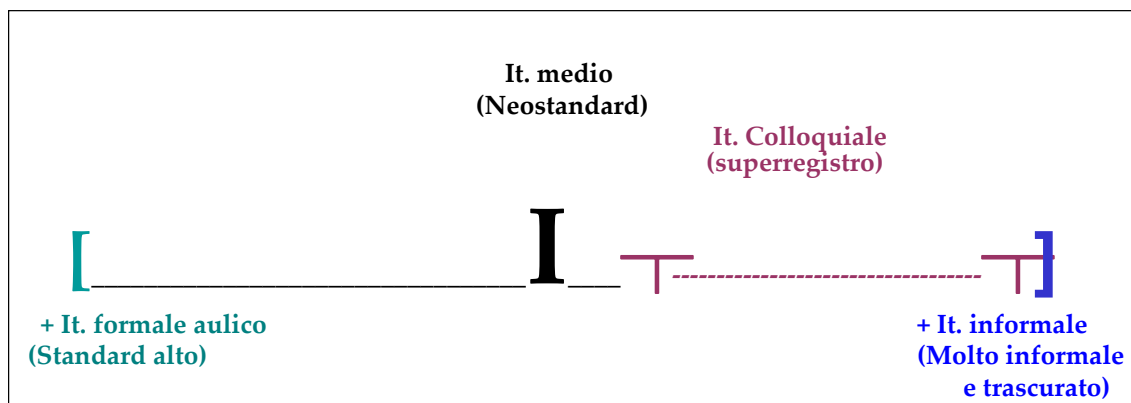 It. medio
(Neostandard)
It. Colloquiale
(superregistro)
[
I
]
+ It. formale aulico
(Standard alto)
+ It. informale
(Molto informale
e trascurato)